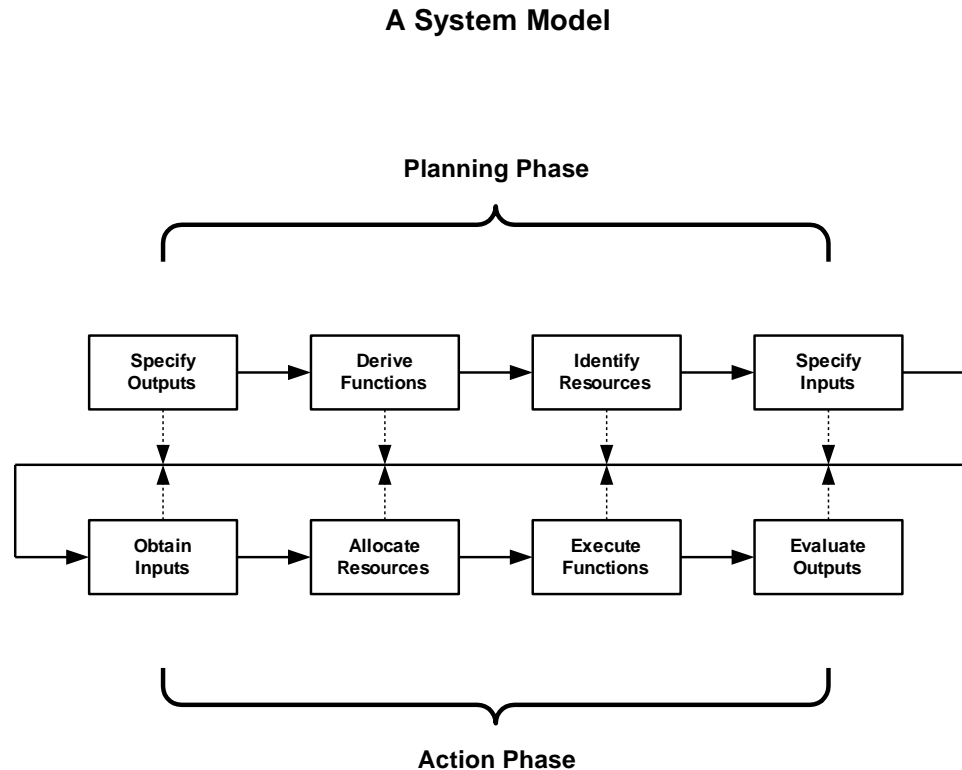 A System Model
Planning Phase
Specify
Outputs
Derive
Functions
Identify
Resources
Specify
Inputs
Obtain
Inputs
Allocate
Resources
Execute
Functions
Evaluate
Outputs
Action Phase